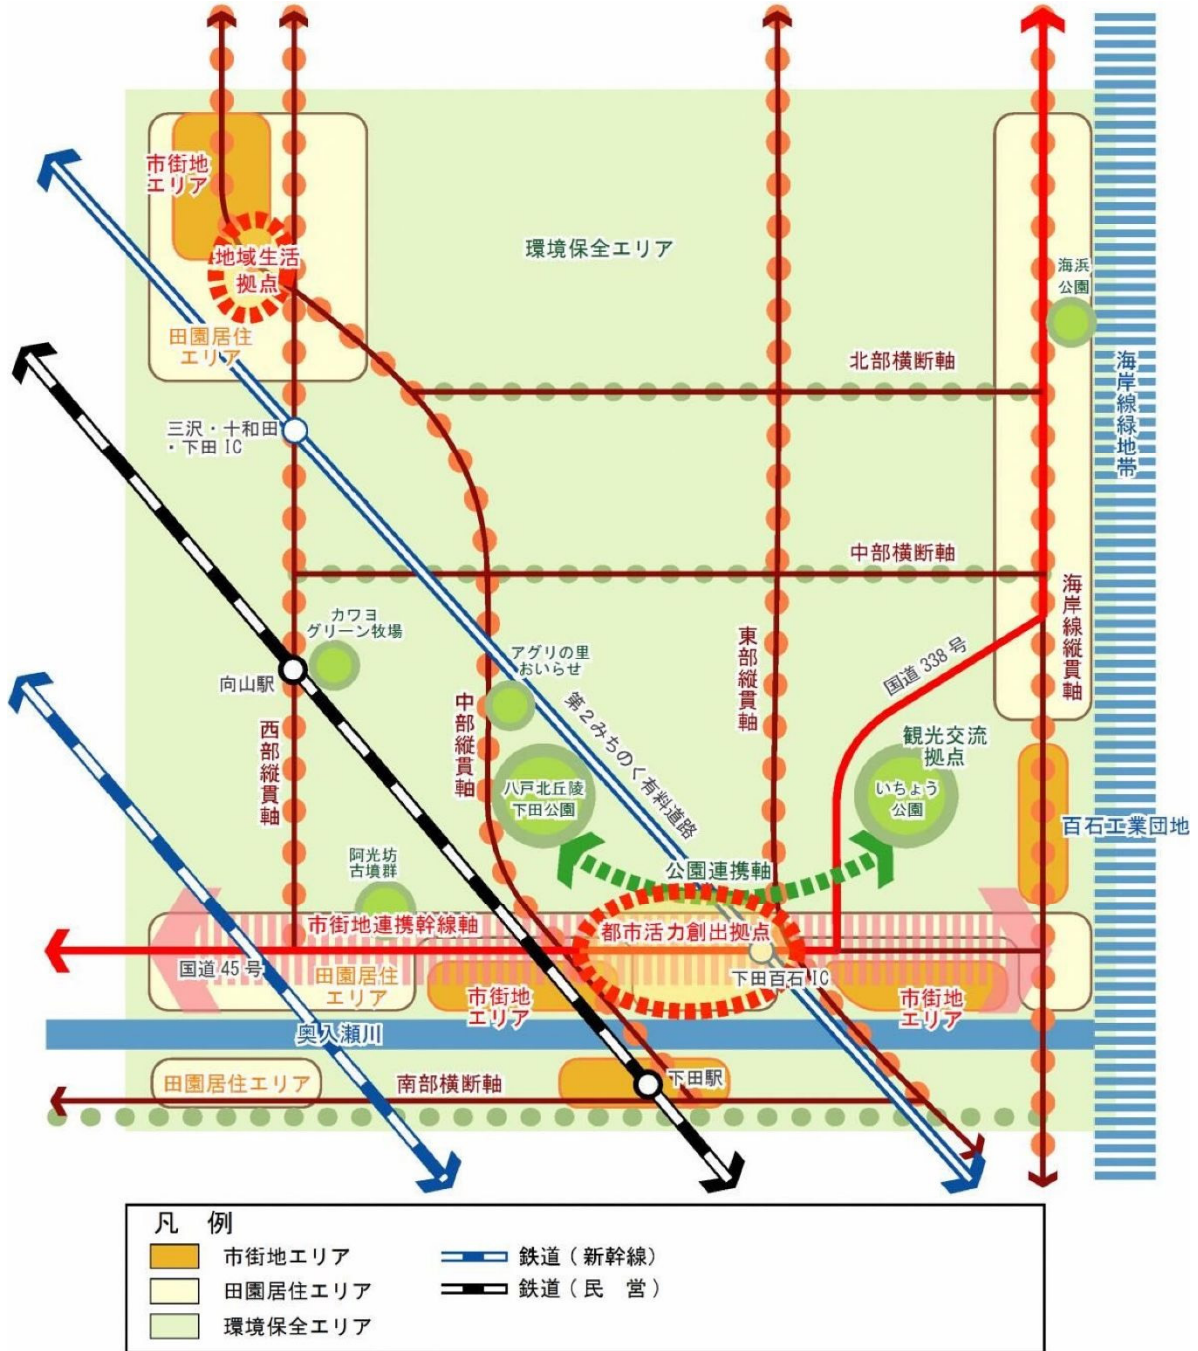 市街地
エリア
地域生活
拠点
田園居住
エリア
環境保全エリア
海浜
公園
北部横断軸
海岸線緑地帯
三沢・十和田
・下田 IC
中部横断軸
海岸線縦貫軸
カワヨ
グリーン牧場
向山駅
西部縦貫軸
アグリの里
おいらせ
中部縦貫軸
第2みちのく有料道路
東部縦貫軸
国道 338 号
観光交流
拠点
八戸北丘陵
下田公園
いちょう
公園
百石工業団地
阿光坊
古墳群
公園連携軸
市街地連携幹線軸
都市活力創出拠点
国道 45 号
田園居住
エリア
市街地
エリア
下田百石 IC
市街地
エリア
奥入瀬川
田園居住エリア
南部横断軸
下田駅
凡 例
市街地エリア
田園居住エリア
環境保全エリア
鉄道(新幹線)
鉄道(民 営)